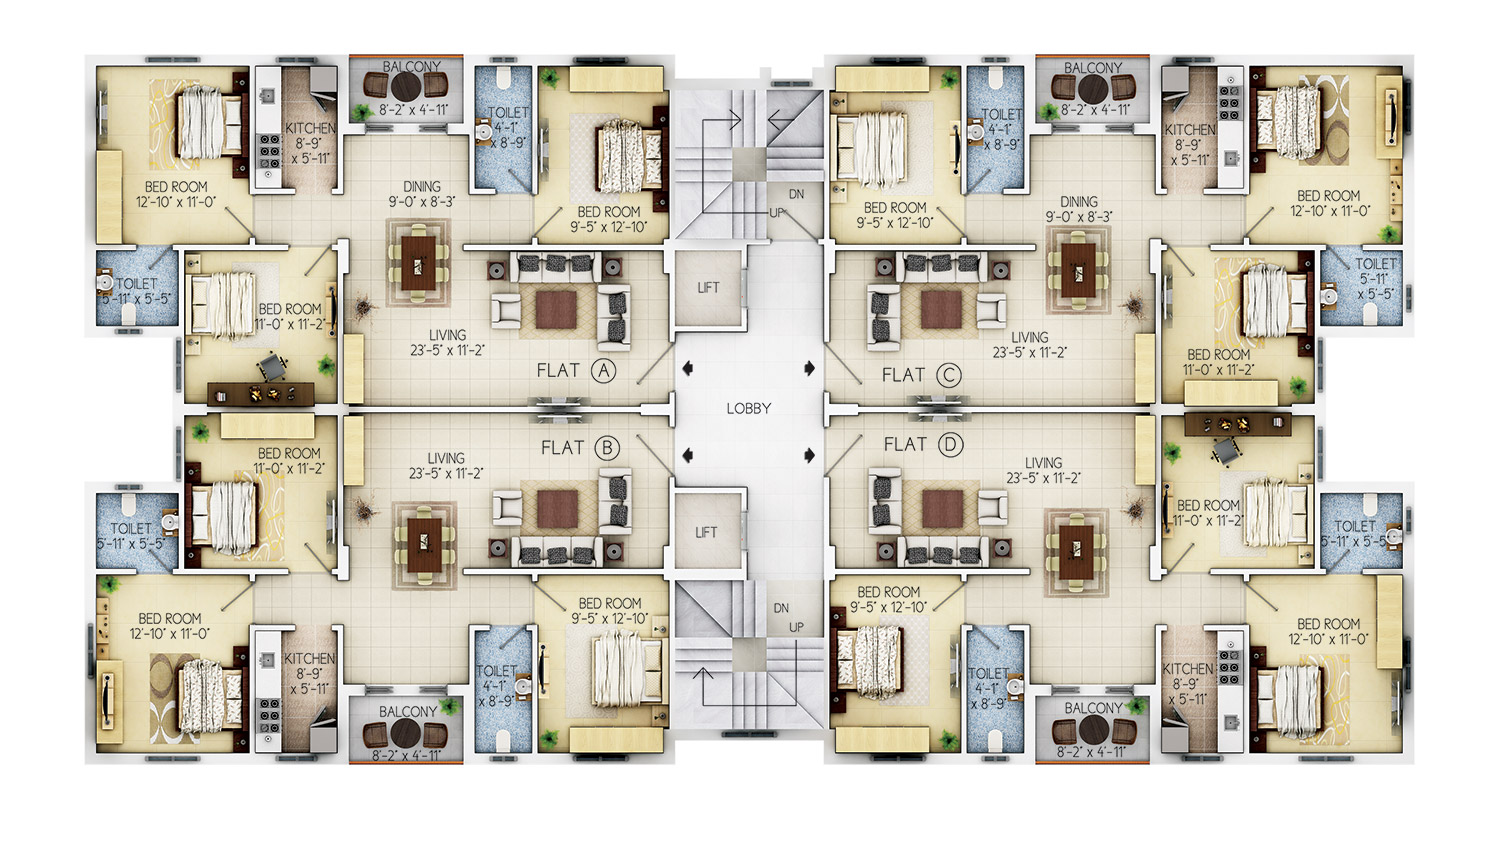 BALCONY
8'-2" x 4'-11"
KITCHEN
8'-9"
x 5'-11"
TOILET
4'-1"
x 8'-9"
BED ROOM
12'-10" x 11'-0"
DINING
9'-0" x 8'-3"
BED ROOM
9'-5" x 12'-10"
TOILET
5'-11" x 5'-5"
BED ROOM
11'-0" x 11'-2"
LIVING
23'-5" x 11'-2"
FLAT A
DN
UP
LIFT
LOBBY
BALCONY
8'-2" x 4'-11"
TOILET
4'-1"
x 8'-9"
KITCHEN
8'-9"
x 5'-11"
BED ROOM
9'-5" x 12'-10"
DINING
9'-0" x 8'-3"
BED ROOM
12'-10" x 11'-0"
TOILET
5'-11"
x 5'-5"
LIVING
23'-5" x 11'-2"
BED ROOM
11'-0" x 11'-2"
FLAT C
FLAT B
BED ROOM
11'-0" x 11'-2"
LIVING
23'-5" x 11'-2"
TOILET
5'-11" x 5'-5"
BED ROOM
12'-10" x 11'-0"
BED ROOM
9'-5" x 12'-10"
KITCHEN
8'-9"
x 5'-11"
TOILET
4'-1"
x 8'-9"
BALCONY
8'-2" x 4'-11"
LIFT
DN
UP
FLAT D
LIVING
23'-5" x 11'-2"
BED ROOM
11'-0" x 11'-2"
TOILET
5'-11" x 5'-5"
BED ROOM
9'-5" x 12'-10"
BED ROOM
12'-10" x 11'-0"
TOILET
4'-1"
x 8'-9"
KITCHEN
8'-9"
x 5'-11"
BALCONY
8'-2" x 4'-11"